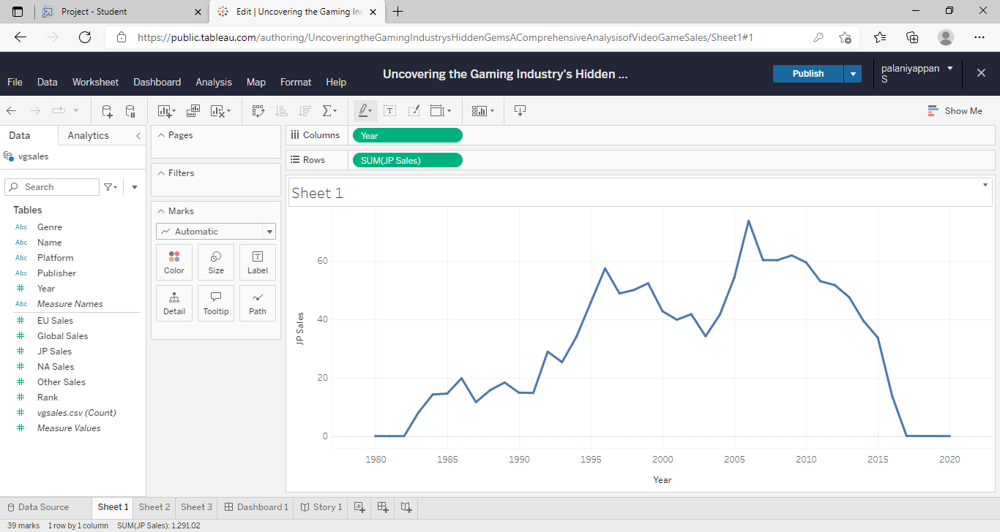 Project - Student
Edit | Uncovering the Gaming In
https://public.tableau.com/authoring/UncoveringtheGamingIndustrysHiddenGemsAComprehensiveAnalysisofVideoGameSales/Sheet1#1
File Data Worksheet Dashboard Analysis Map Format Help
Uncovering the Gaming Industry's Hidden ...
Publish
palaniyappan
S
Show Me
Data Analytics
vgsales
Search
Tables
Abc Genre
Abc Name
Abc Platform
Abc Publisher
# Year
Abc Measure Names
# EU Sales
# Global Sales
# JP Sales
# NA Sales
# Other Sales
# Rank
# vgsales.csv (Count)
# Measure Values
Pages
Filters
Marks
Automatic
Color Size Label
Detail Tooltip Path
Columns Year
Rows SUM(JP Sales)
Sheet 1
JP Sales
60
40
20
0
1980 1985 1990 1995 2000 2005 2010 2015 2020
Year
Data Source Sheet 1 Sheet 2 Sheet 3 Dashboard 1 Story 1
39 marks 1 row by 1 column SUM(JP Sales): 1,291.02